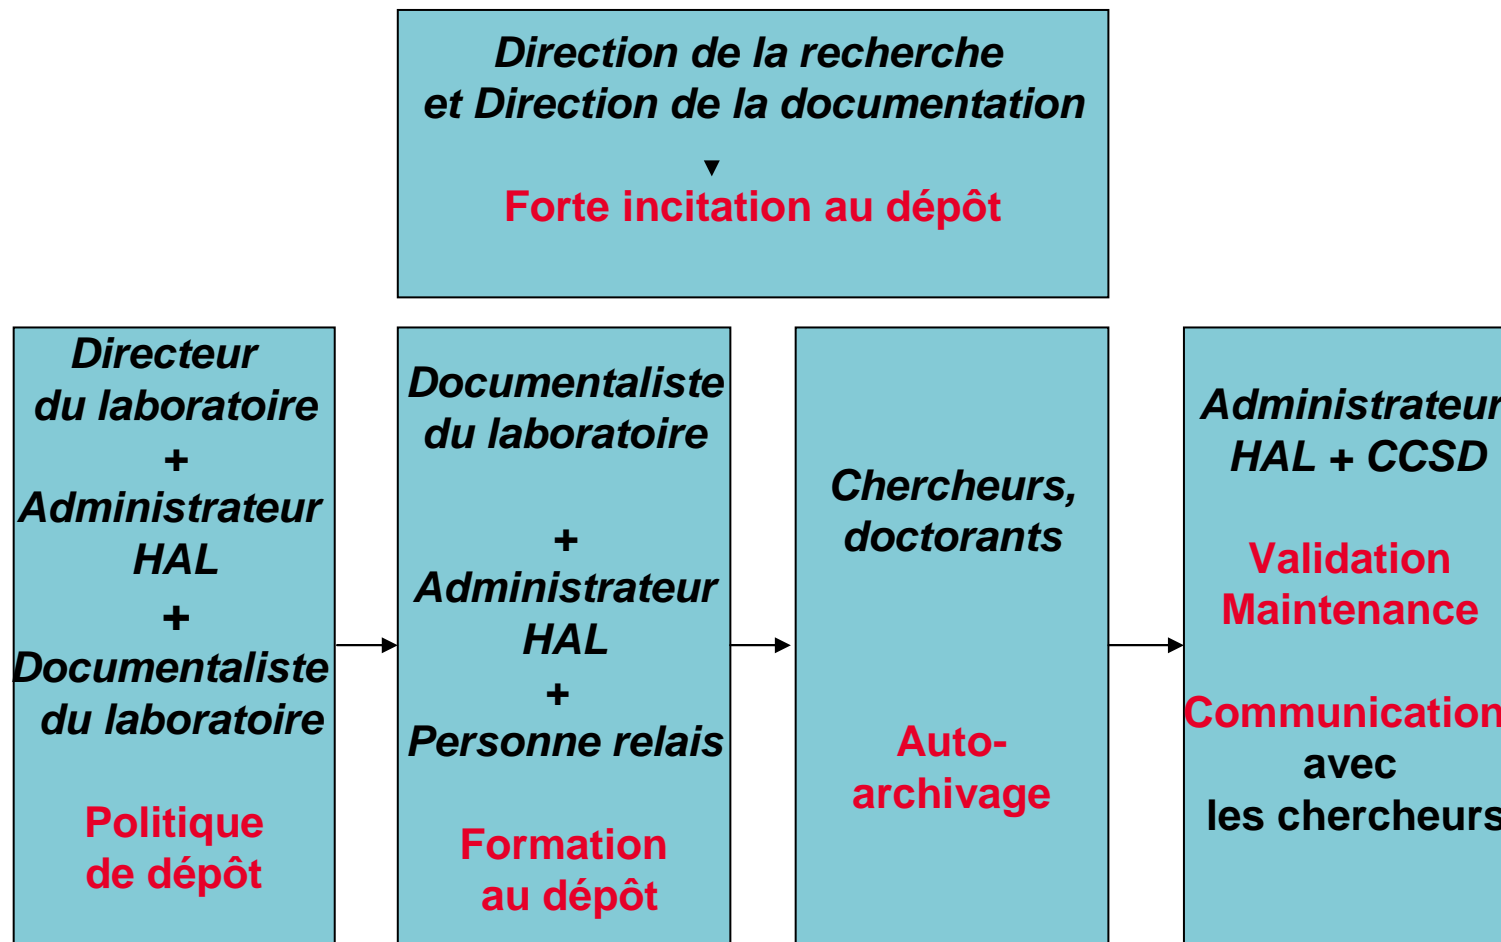 Direction de la recherche
et Direction de la documentation
Forte incitation au dépôt
Directeur
du laboratoire
+
Administrateur
HAL
+
Documentaliste
du laboratoire
Politique
de dépôt
Documentaliste
du laboratoire
+
Administrateur
HAL
+
Personne relais
Formation
au dépôt
Chercheurs,
doctorants
Auto-
archivage
Administrateur
HAL + CCSD
Validation
Maintenance
Communication
avec
les chercheurs